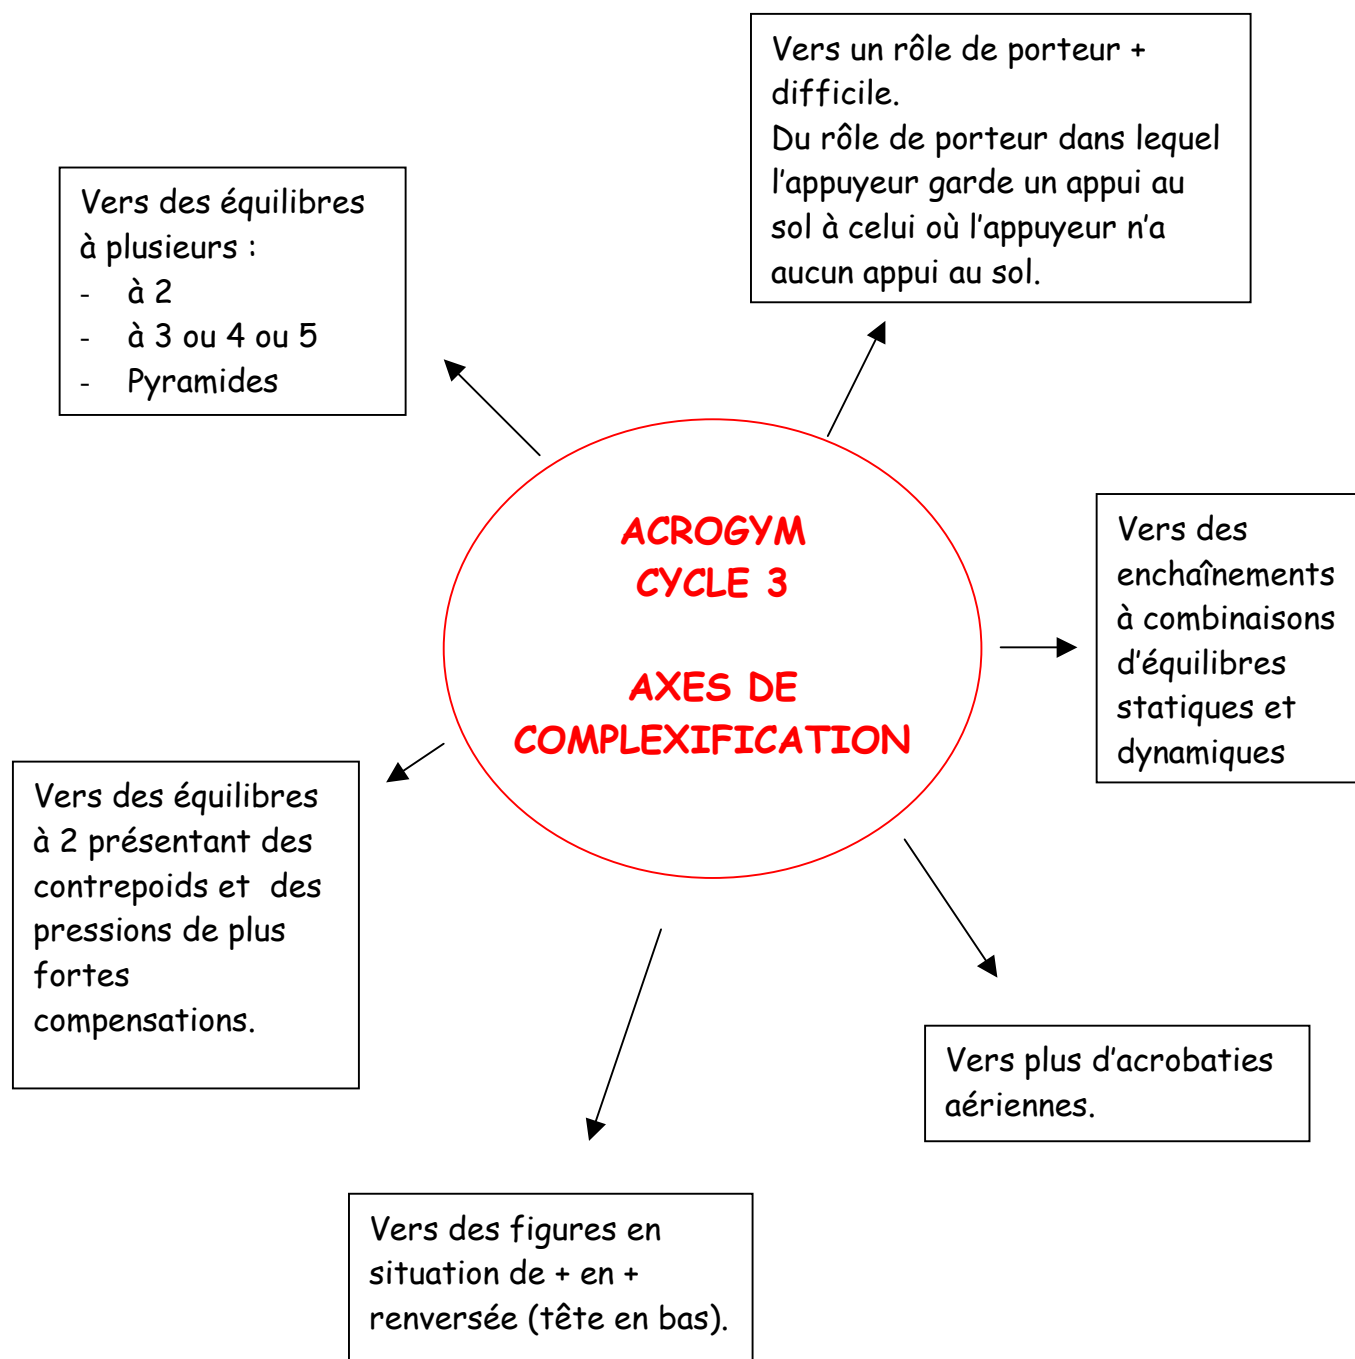 Vers un rôle de porteur +
difficile.
Du rôle de porteur dans lequel
l'appuyeur garde un appui au
sol à celui où l'appuyeur n'a
aucun appui au sol.
Vers des équilibres
à plusieurs :
- à 2
- à 3 ou 4 ou 5
- Pyramides
ACROGYM
CYCLE 3
AXES DE
COMPLEXIFICATION
Vers des
enchaînements
à combinaisons
d'équilibres
statiques et
dynamiques
Vers des équilibres
à 2 présentant des
contrepoids et des
pressions de plus
fortes
compensations.
Vers plus d'acrobaties
aériennes.
Vers des figures en
situation de + en +
renversée (tête en bas).